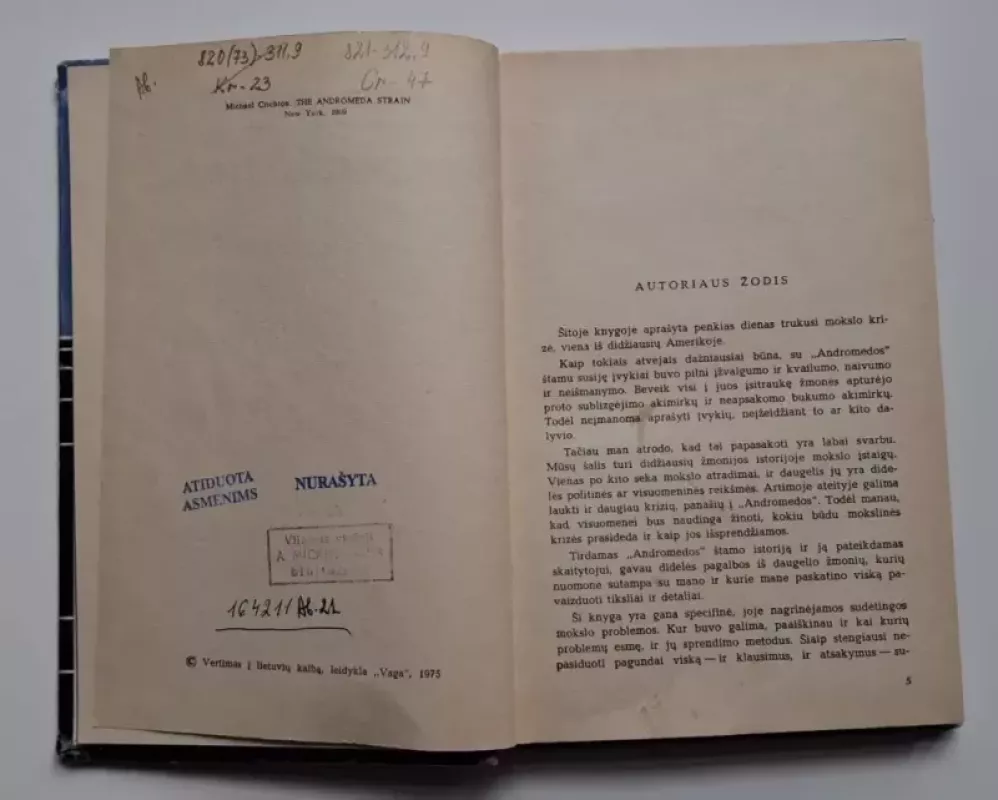 820(73)-311,9 821-312.9
Ab. Kr-23 Cr-47
Michael Crichton. THE ANDROMEDA STRAIN
New York, 1969
ATIDUOTA
ASMENIMS
NURAŠYTA
A.
164211 Ab.21
© Vertimas į lietuvių kalbą, leidykla „Vaga“, 1975
AUTORIAUS ŽODIS
Šitoje knygoje aprašyta penkias dienas trukusi mokslo kri-
zė, viena iš didžiausių Amerikoje.
Kaip tokiais atvejais dažniausiai būna, su „Andromedos“
štamu susiję įvykiai buvo pilni įžvalgumo ir kvailumo, naivumo
ir neišmanymo. Beveik visi į juos įsitraukę žmonės apturėjo
proto sublizgėjimo akimirkų ir neapsakomo bukumo akimirkų.
Todėl neįmanoma aprašyti įvykių, neįžeidžiant to ar kito da-
lyvio.
Tačiau man atrodo, kad tai papasakoti yra labai svarbu.
Mūsų šalis turi didžiausių žmonijos istorijoje mokslo įstaigų.
Vienas po kito seka mokslo atradimai, ir daugelis jų yra dide-
lės politinės ar visuomeninės reikšmės. Artimoje ateityje galima
laukti ir daugiau krizių, panašių į „Andromedos“. Todėl manau,
kad visuomenei bus naudinga žinoti, kokiu būdu mokslinės
krizės prasideda ir kaip jos išsprendžiamos.
Tirdamas „Andromedos“ štamo istoriją ir ją pateikdamas
skaitytojui, gavau didelės pagalbos iš daugelio žmonių, kurių
nuomonė sutampa su mano ir kurie mane paskatino viską pa-
vaizduoti tiksliai ir detaliai.
Ši knyga yra gana specifinė, joje nagrinėjamos sudėtingos
mokslo problemos. Kur buvo galima, paaiškinau ir kai kurių
problemų esmę, ir jų sprendimo metodus. Šiaip stengiausi ne-
pasiduoti pagundai viską — ir klausimus, ir atsakymus — su-
5